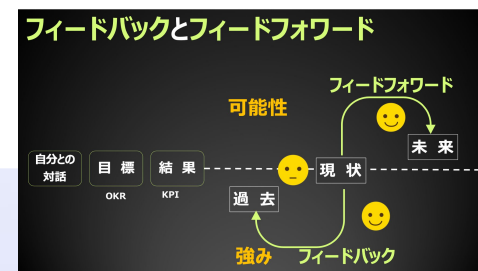 フィードバックとフィードフォワード
フィードフォワード
可能性
未 来
自分との
対話
目 標
結 果
現 状
OKR
KPI
過 去
強み
フィードバック